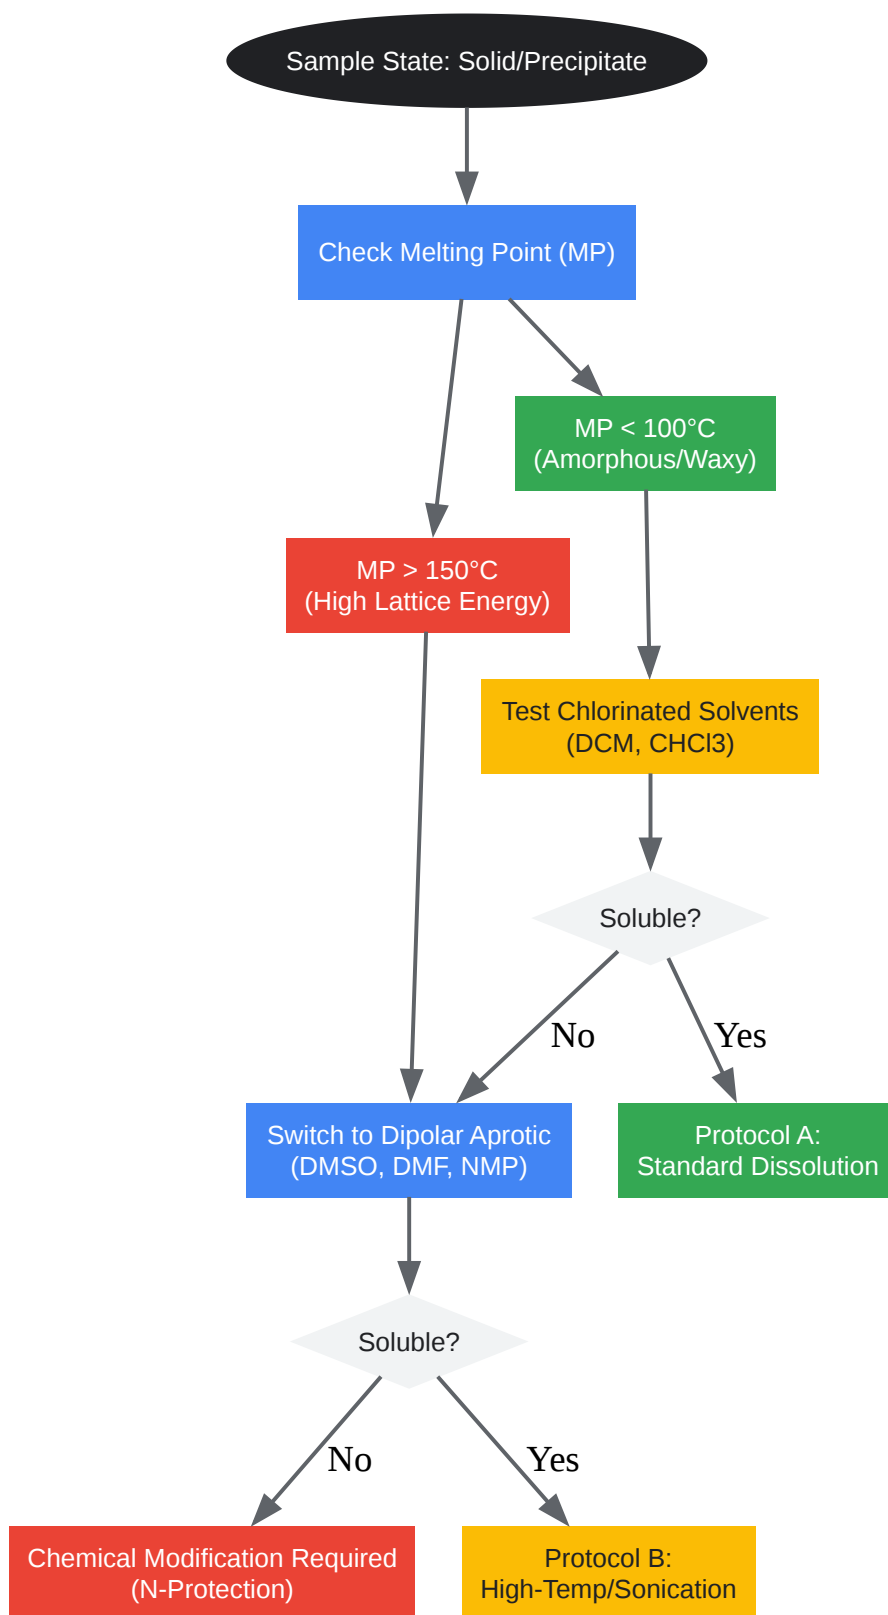 Sample State: Solid/Precipitate
Check Melting Point (MP)
MP < 100°C
(Amorphous/Waxy)
MP > 150°C
(High Lattice Energy)
Test Chlorinated Solvents
(DCM, CHCl3)
Soluble?
No
Yes
Switch to Dipolar Aprotic
(DMSO, DMF, NMP)
Protocol A:
Standard Dissolution
Soluble?
No
Yes
Chemical Modification Required
(N-Protection)
Protocol B:
High-Temp/Sonication